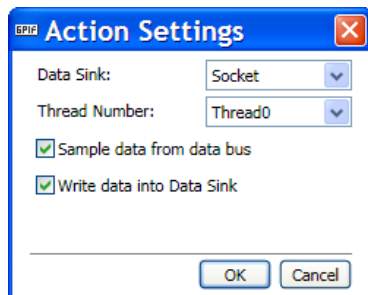 GPIF Action Settings
Data Sink: Socket
Thread Number: Thread0
Sample data from data bus
Write data into Data Sink
OK Cancel